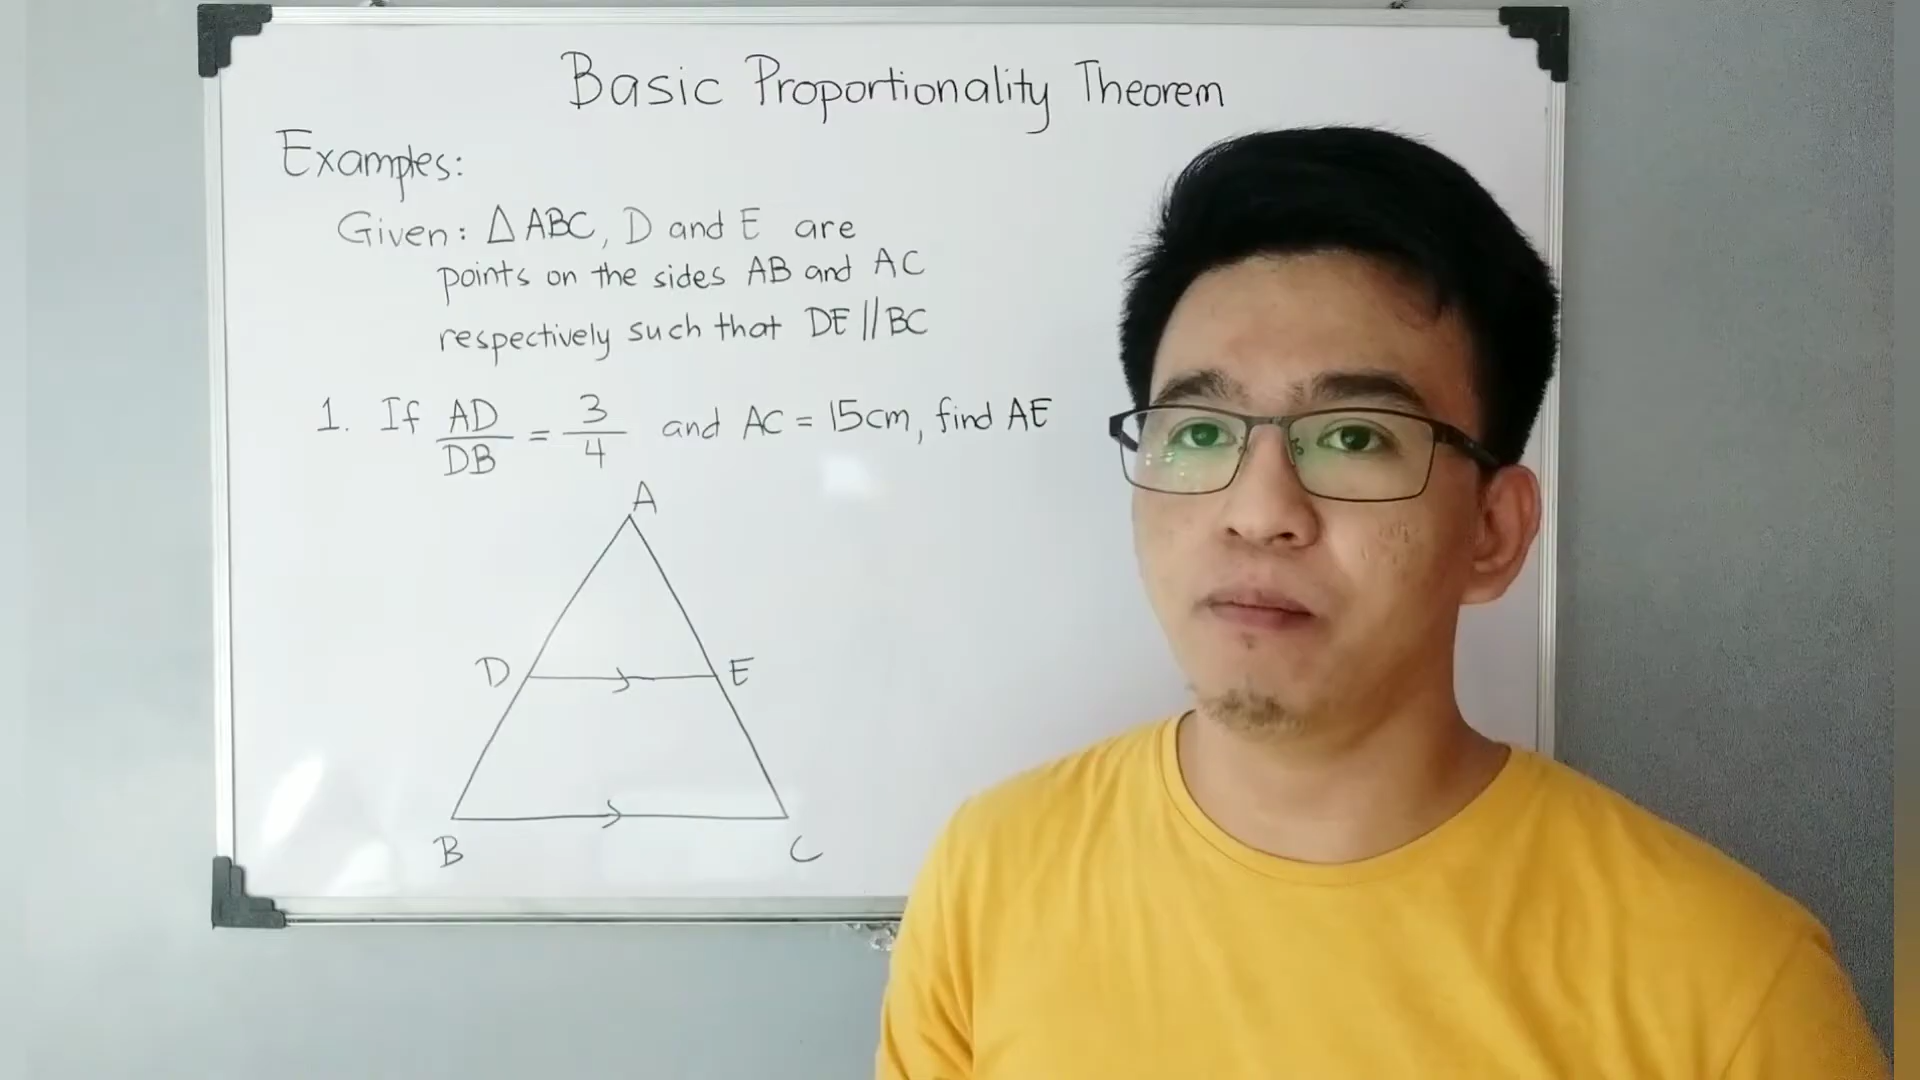 Basic Proportionality Theorem
Examples:
Given: △ABC, D and E are
points on the sides AB and AC
respectively such that DE // BC
1. If AD/DB = 3/4 and AC = 15cm, find AE
A
D E
B C